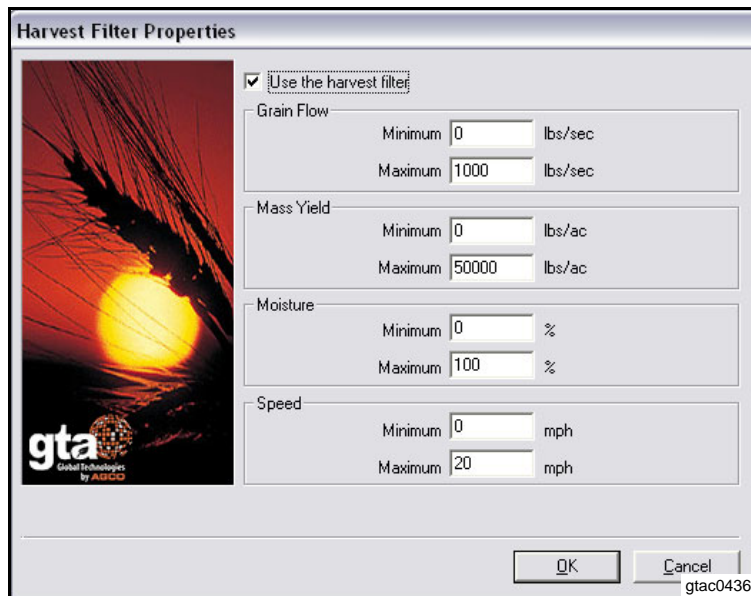 Harvest Filter Properties
Use the harvest filter
Grain Flow
Minimum 0 lbs/sec
Maximum 1000 lbs/sec
Mass Yield
Minimum 0 lbs/ac
Maximum 50000 lbs/ac
Moisture
Minimum 0 %
Maximum 100 %
Speed
Minimum 0 mph
Maximum 20 mph
gta
Global Technologies
by AGCO
OK Cancel
gtac0436